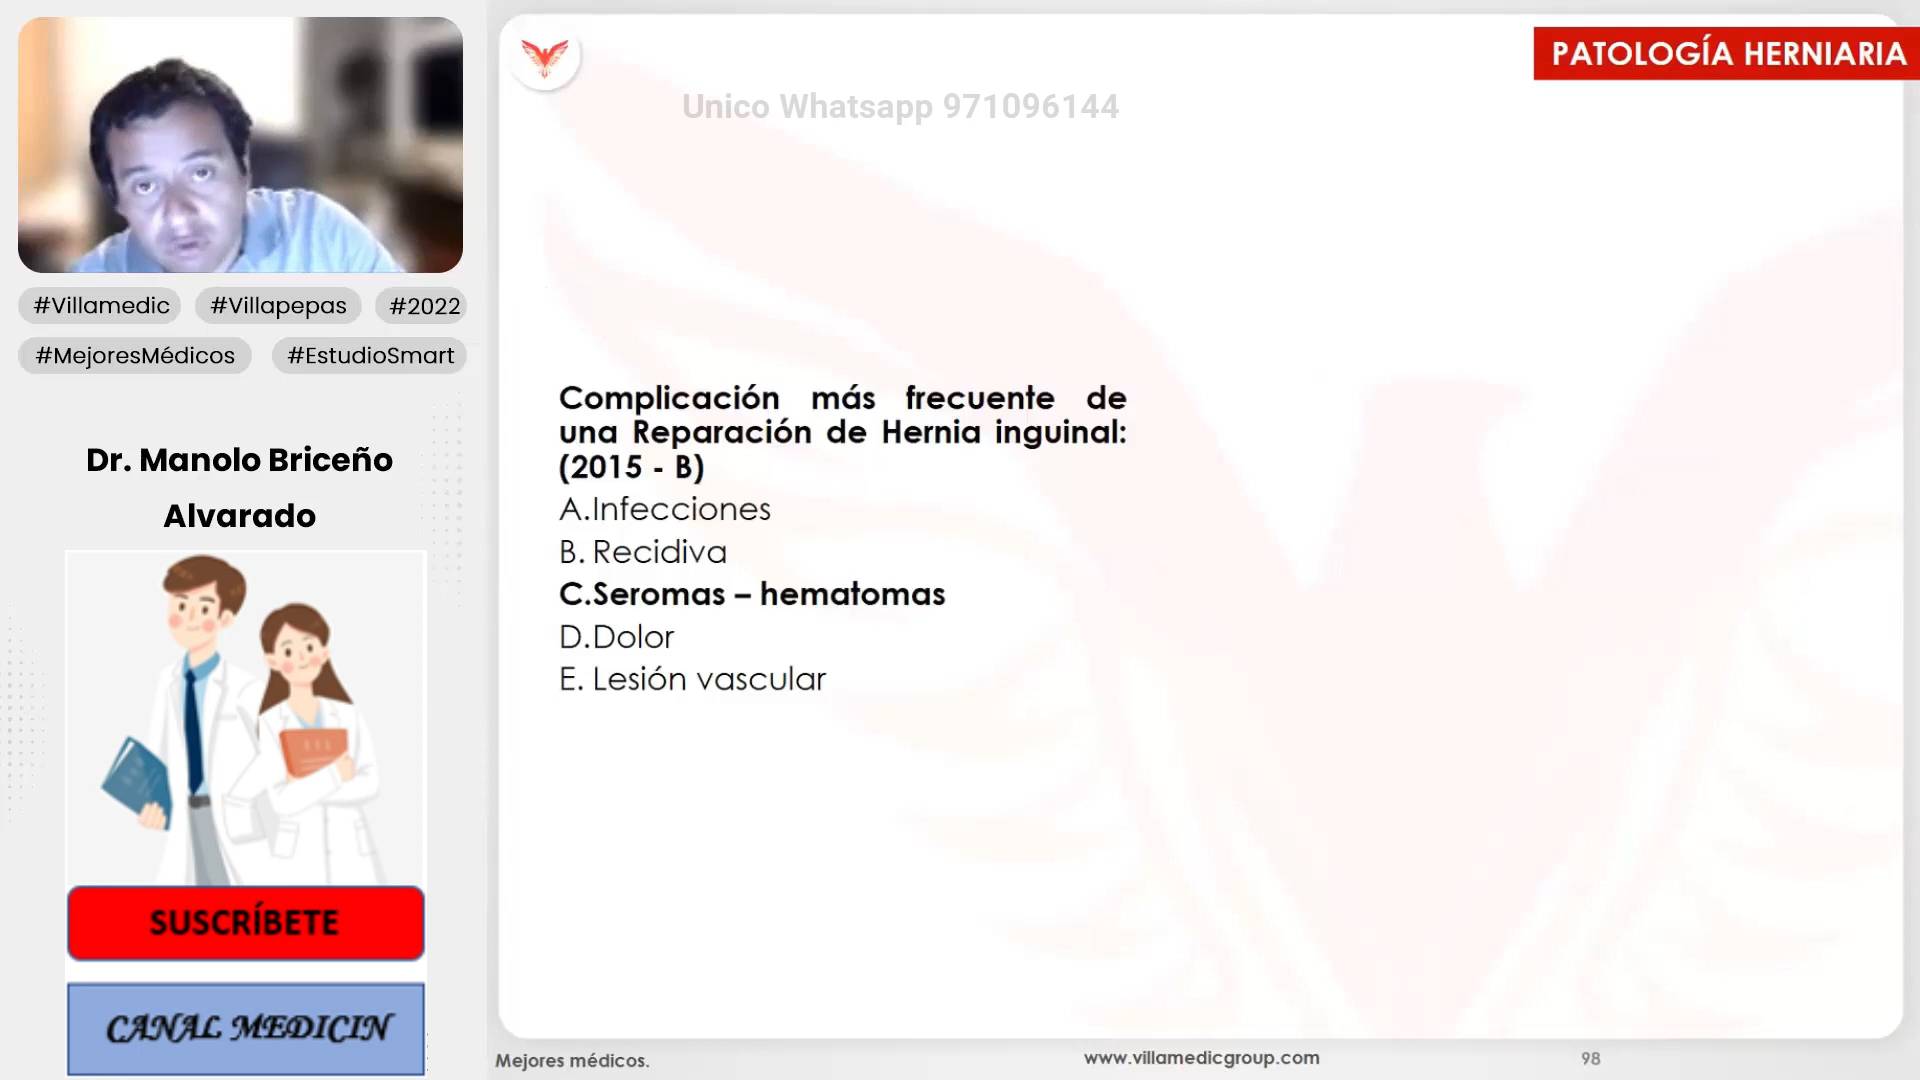 #Villamedic
#Villapepas
#2022
#MejoresMédicos
#EstudioSmart
Dr. Manolo Briceño
Alvarado
SUSCRÍBETE
CANAL MEDICIN
PATOLOGÍA HERNIARIA
Unico Whatsapp 971096144
Complicación más frecuente de
una Reparación de Hernia inguinal:
(2015 - B)
A.Infecciones
B. Recidiva
C.Seromas – hematomas
D.Dolor
E. Lesión vascular
Mejores médicos.
www.villamedicgroup.com
98